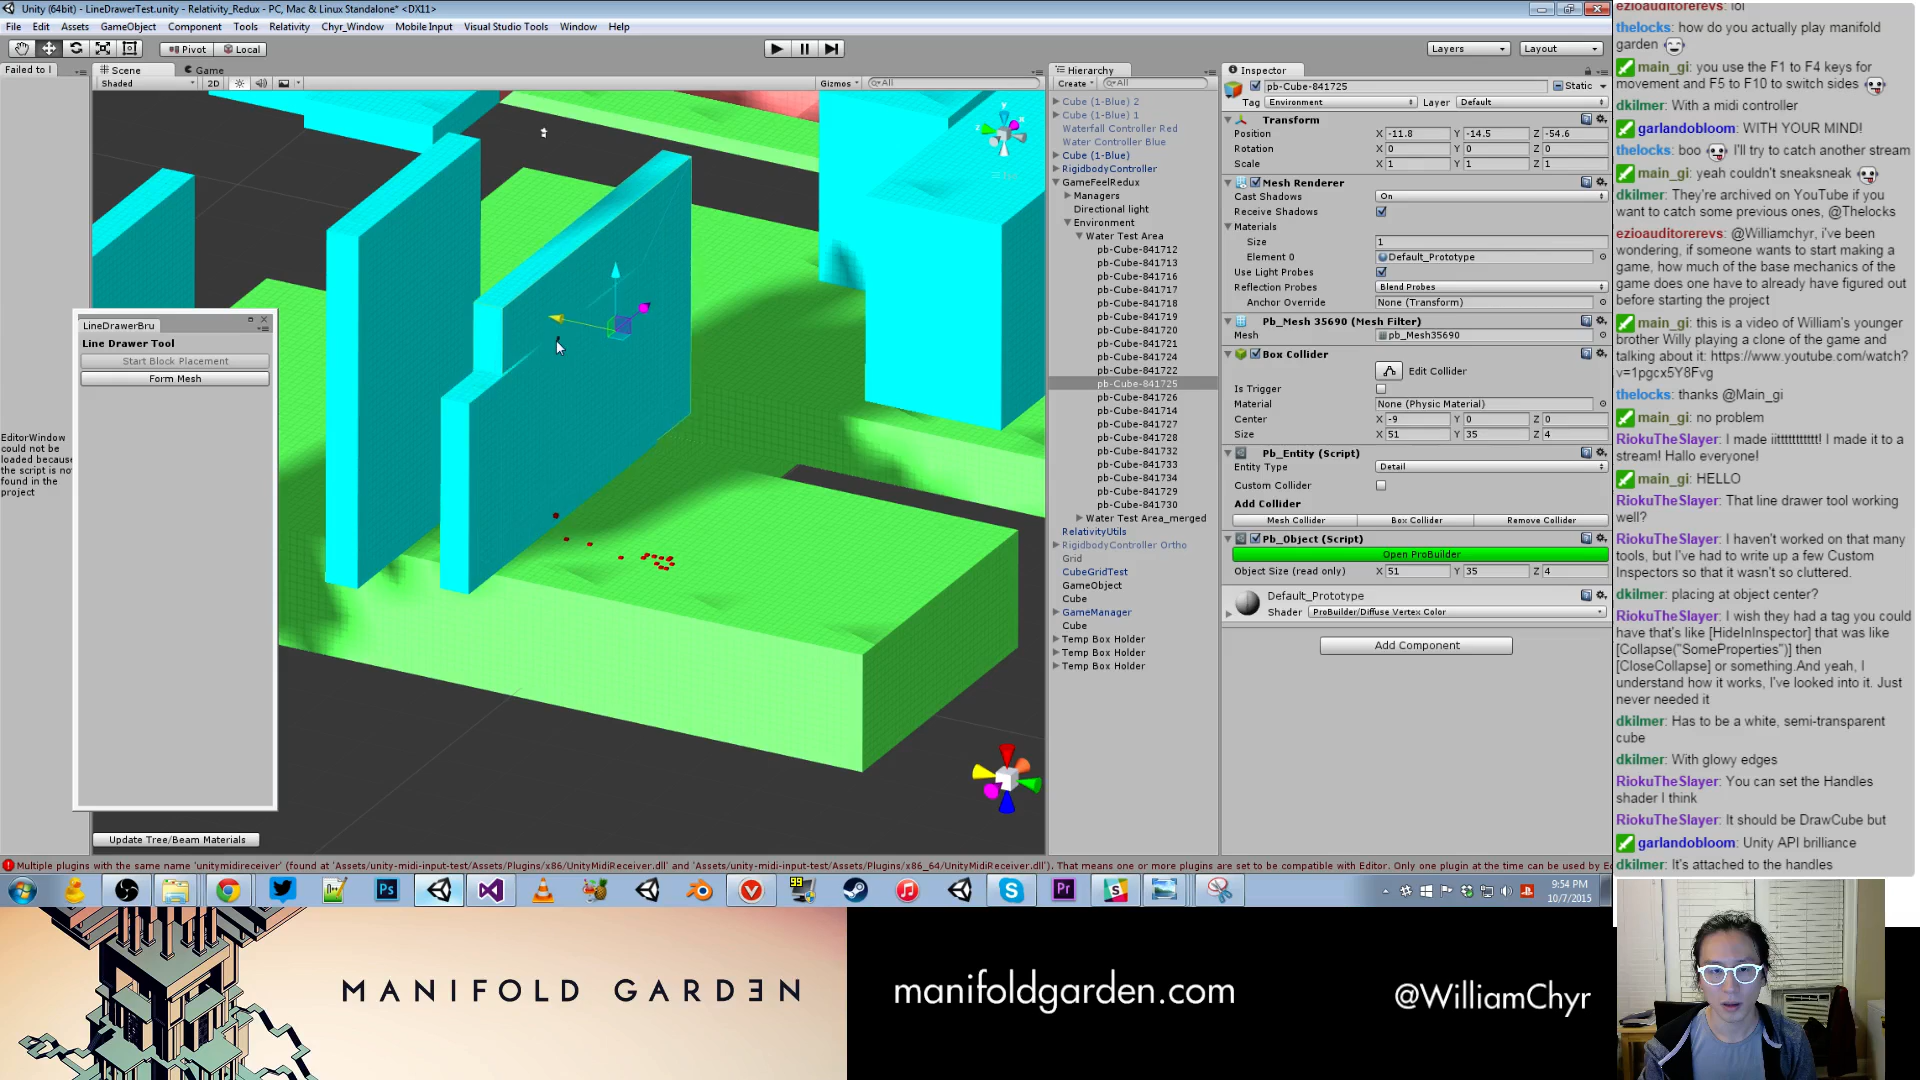 Unity (64bit) - LineDrawerTest.unity - Relativity_Redux - PC, Mac & Linux Standalone* <DX11>
File Edit Assets GameObject Component Tools Relativity Chyr_Window Mobile Input Visual Studio Tools Window Help
Pivot Local
Layers Layout
Failed to l
Scene Game
Shaded 2D Gizmos All
LineDrawerBru
Line Drawer Tool
Start Block Placement
Form Mesh
EditorWindow
could not be
loaded because
the script is no
found in the
project
Update Tree/Beam Materials
Hierarchy
Create All
Cube (1-Blue) 2
Cube (1-Blue) 1
Waterfall Controller Red
Water Controller Blue
Cube (1-Blue)
RigidbodyController
GameFeelRedux
Managers
Directional light
Environment
Water Test Area
pb-Cube-841712
pb-Cube-841713
pb-Cube-841716
pb-Cube-841717
pb-Cube-841718
pb-Cube-841719
pb-Cube-841720
pb-Cube-841721
pb-Cube-841724
pb-Cube-841722
pb-Cube-841725
pb-Cube-841726
pb-Cube-841714
pb-Cube-841727
pb-Cube-841728
pb-Cube-841732
pb-Cube-841733
pb-Cube-841734
pb-Cube-841729
pb-Cube-841730
Water Test Area_merged
RelativityUtils
RigidbodyController Ortho
Grid
CubeGridTest
GameObject
Cube
GameManager
Cube
Temp Box Holder
Temp Box Holder
Temp Box Holder
Inspector
pb-Cube-841725 Static
Tag Environment Layer Default
Transform
Position X -11.8 Y -14.5 Z -54.6
Rotation X 0 Y 0 Z 0
Scale X 1 Y 1 Z 1
Mesh Renderer
Cast Shadows On
Receive Shadows
Materials
Size 1
Element 0 Default_Prototype
Use Light Probes
Reflection Probes Blend Probes
Anchor Override None (Transform)
Pb_Mesh 35690 (Mesh Filter)
Mesh pb_Mesh35690
Box Collider
Edit Collider
Is Trigger
Material None (Physic Material)
Center X -9 Y 0 Z 0
Size X 51 Y 35 Z 4
Pb_Entity (Script)
Entity Type Detail
Custom Collider
Add Collider
Mesh Collider Box Collider Remove Collider
Pb_Object (Script)
Open ProBuilder
Object Size (read only) X 51 Y 35 Z 4
Default_Prototype
Shader ProBuilder/Diffuse Vertex Color
Add Component
Multiple plugins with the same name 'unitymidireceiver' (found at 'Assets/unity-midi-input-test/Assets/Plugins/x86/UnityMidiReceiver.dll' and 'Assets/unity-midi-input-test/Assets/Plugins/x86_64/UnityMidiReceiver.dll'). That means one or more plugins are set to be compatible with Editor. Only one plugin at the time can be used by Ed
9:54 PM
10/7/2015
ezioauditorerevs: lol
thelocks: how do you actually play manifold
garden
main_gi: you use the F1 to F4 keys for
movement and F5 to F10 to switch sides
dkilmer: With a midi controller
garlandobloom: WITH YOUR MIND!
thelocks: boo I'll try to catch another stream
main_gi: yeah couldn't sneaksneak
dkilmer: They're archived on YouTube if you
want to catch some previous ones, @Thelocks
ezioauditorerevs: @Williamchyr, i've been
wondering, if someone wants to start making a
game, how much of the base mechanics of the
game does one have to already have figured out
before starting the project
main_gi: this is a video of William's younger
brother Willy playing a clone of the game and
talking about it: https://www.youtube.com/watch?
v=1pgcx5Y8Fvg
thelocks: thanks @Main_gi
main_gi: no problem
RiokuTheSlayer: I made iittttttttttt! I made it to a
stream! Hallo everyone!
main_gi: HELLO
RiokuTheSlayer: That line drawer tool working
well?
RiokuTheSlayer: I haven't worked on that many
tools, but I've had to write up a few Custom
Inspectors so that it wasn't so cluttered.
dkilmer: placing at object center?
RiokuTheSlayer: I wish they had a tag you could
have that's like [HideInInspector] that was like
[Collapse("SomeProperties")] then
[CloseCollapse] or something.And yeah, I
understand how it works, I've looked into it. Just
never needed it
dkilmer: Has to be a white, semi-transparent
cube
dkilmer: With glowy edges
RiokuTheSlayer: You can set the Handles
shader I think
RiokuTheSlayer: It should be DrawCube but
garlandobloom: Unity API brilliance
dkilmer: It's attached to the handles
MANIFOLD GARDƎN
manifoldgarden.com
@WilliamChyr